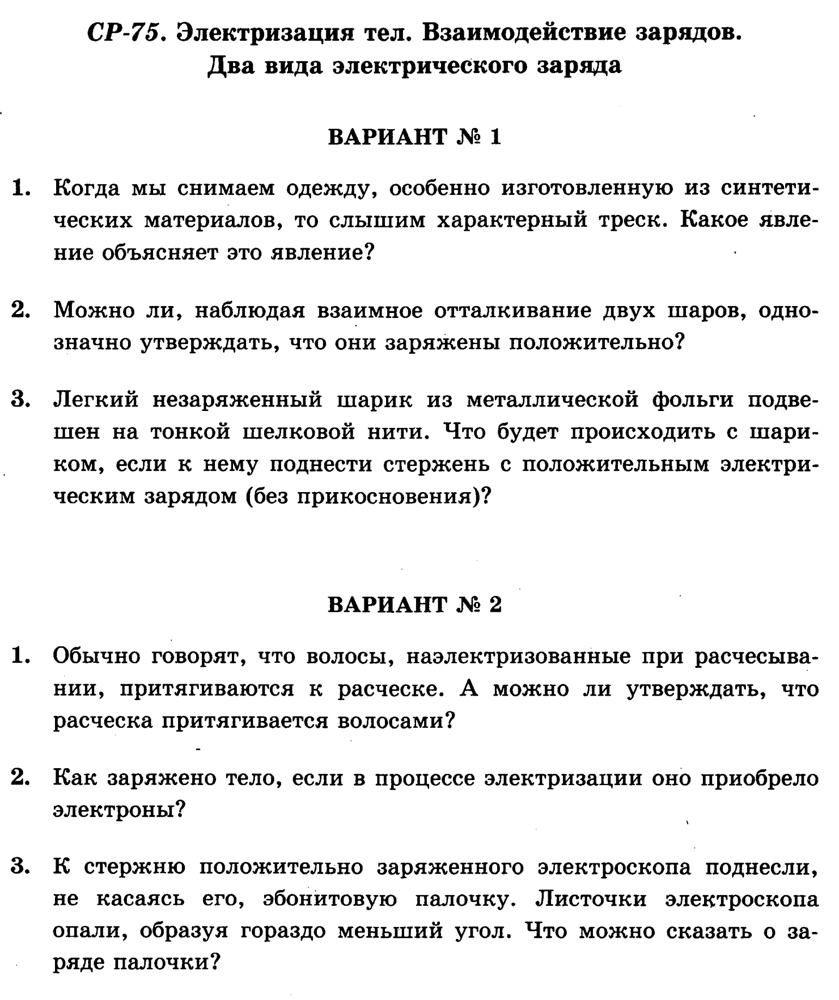 СР-75. Электризация тел. Взаимодействие зарядов.
Два вида электрического заряда
ВАРИАНТ № 1
1. Когда мы снимаем одежду, особенно изготовленную из синтети-
ческих материалов, то слышим характерный треск. Какое явле-
ние объясняет это явление?
2. Можно ли, наблюдая взаимное отталкивание двух шаров, одно-
значно утверждать, что они заряжены положительно?
3. Легкий незаряженный шарик из металлической фольги подве-
шен на тонкой шелковой нити. Что будет происходить с шари-
ком, если к нему поднести стержень с положительным электри-
ческим зарядом (без прикосновения)?
ВАРИАНТ № 2
1. Обычно говорят, что волосы, наэлектризованные при расчесыва-
нии, притягиваются к расческе. А можно ли утверждать, что
расческа притягивается волосами?
2. Как заряжено тело, если в процессе электризации оно приобрело
электроны?
3. К стержню положительно заряженного электроскопа поднесли,
не касаясь его, эбонитовую палочку. Листочки электроскопа
опали, образуя гораздо меньший угол. Что можно сказать о за-
ряде палочки?